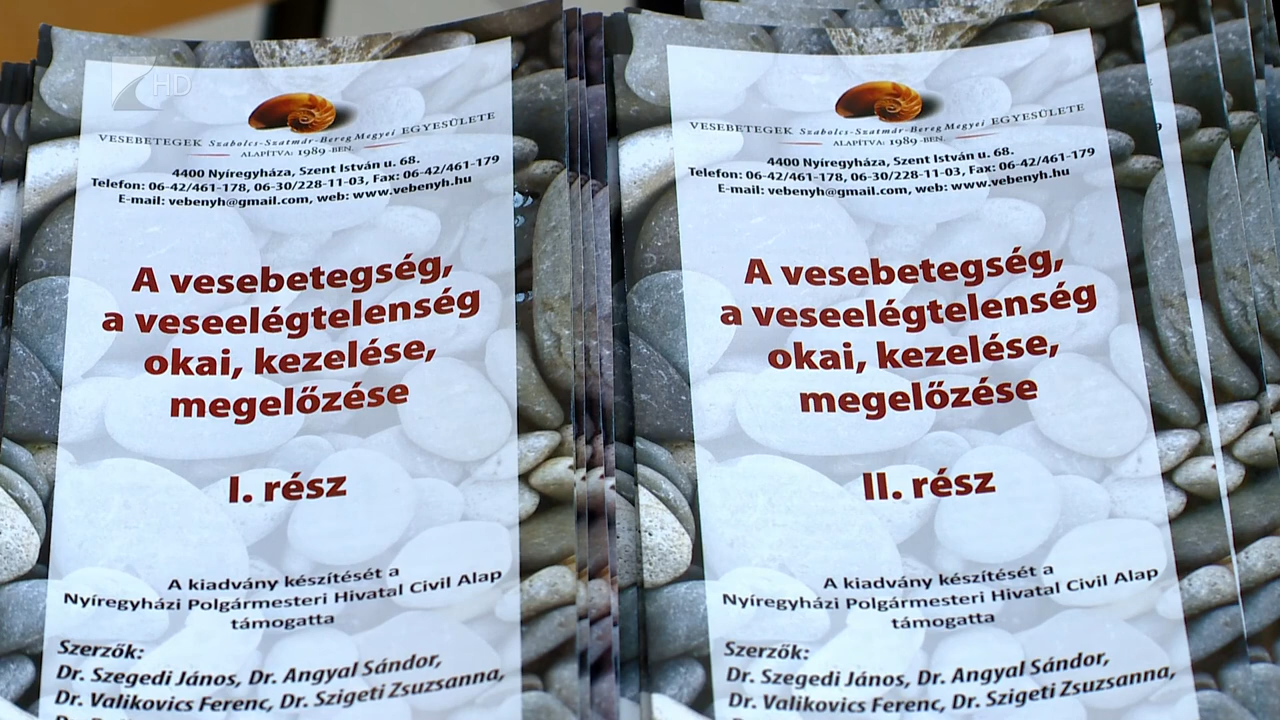 HD
VESEBETEGEK Szabolcs-Szatmár-Bereg Megyei EGYESÜLETE
ALAPÍTVA: 1989-BEN.
4400 Nyíregyháza, Szent István u. 68.
Telefon: 06-42/461-178, 06-30/228-11-03, Fax: 06-42/461-179
E-mail: vebenyh@gmail.com, web: www.vebenyh.hu
A vesebetegség,
a veseelégtelenség
okai, kezelése,
megelőzése
I. rész
A kiadvány készítését a
Nyíregyházi Polgármesteri Hivatal Civil Alap
támogatta
Szerzők:
Dr. Szegedi János, Dr. Angyal Sándor,
Dr. Valikovics Ferenc, Dr. Szigeti Zsuzsanna,
VESEBETEGEK Szabolcs-Szatmár-Bereg Megyei EGYESÜLETE
ALAPÍTVA: 1989-BEN.
4400 Nyíregyháza, Szent István u. 68.
Telefon: 06-42/461-178, 06-30/228-11-03, Fax: 06-42/461-179
E-mail: vebenyh@gmail.com, web: www.vebenyh.hu
A vesebetegség,
a veseelégtelenség
okai, kezelése,
megelőzése
II. rész
A kiadvány készítését a
Nyíregyházi Polgármesteri Hivatal Civil Alap
támogatta
Szerzők:
Dr. Szegedi János, Dr. Angyal Sándor,
Dr. Valikovics Ferenc, Dr. Szigeti Zsuzsanna,